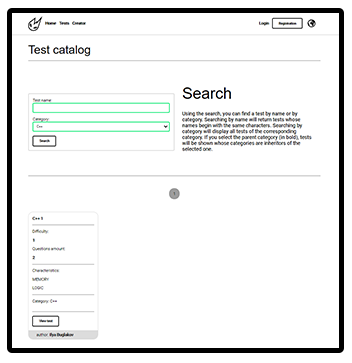 Home Tests Creator Login Registration
Test catalog
Test name:
Category:
C++
Search
Search
Using the search, you can find a test by name or by
category. Searching by name will return tests whose
names begin with the same characters. Searching by
category will display all tests of the corresponding
category. If you select the parent category (in bold), tests
will be shown whose categories are inheritors of the
selected one.
1
C++ 1
Difficulty:
1
Questions amount:
2
Characteristics:
MEMORY
LOGIC
Category: C++
View test
author: Ilya Buglakov